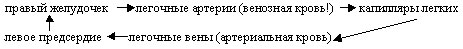 правый желудочек легочные артерии (венозная кровь!) капилляры легких
левое предсердие легочные вены (артериальная кровь)